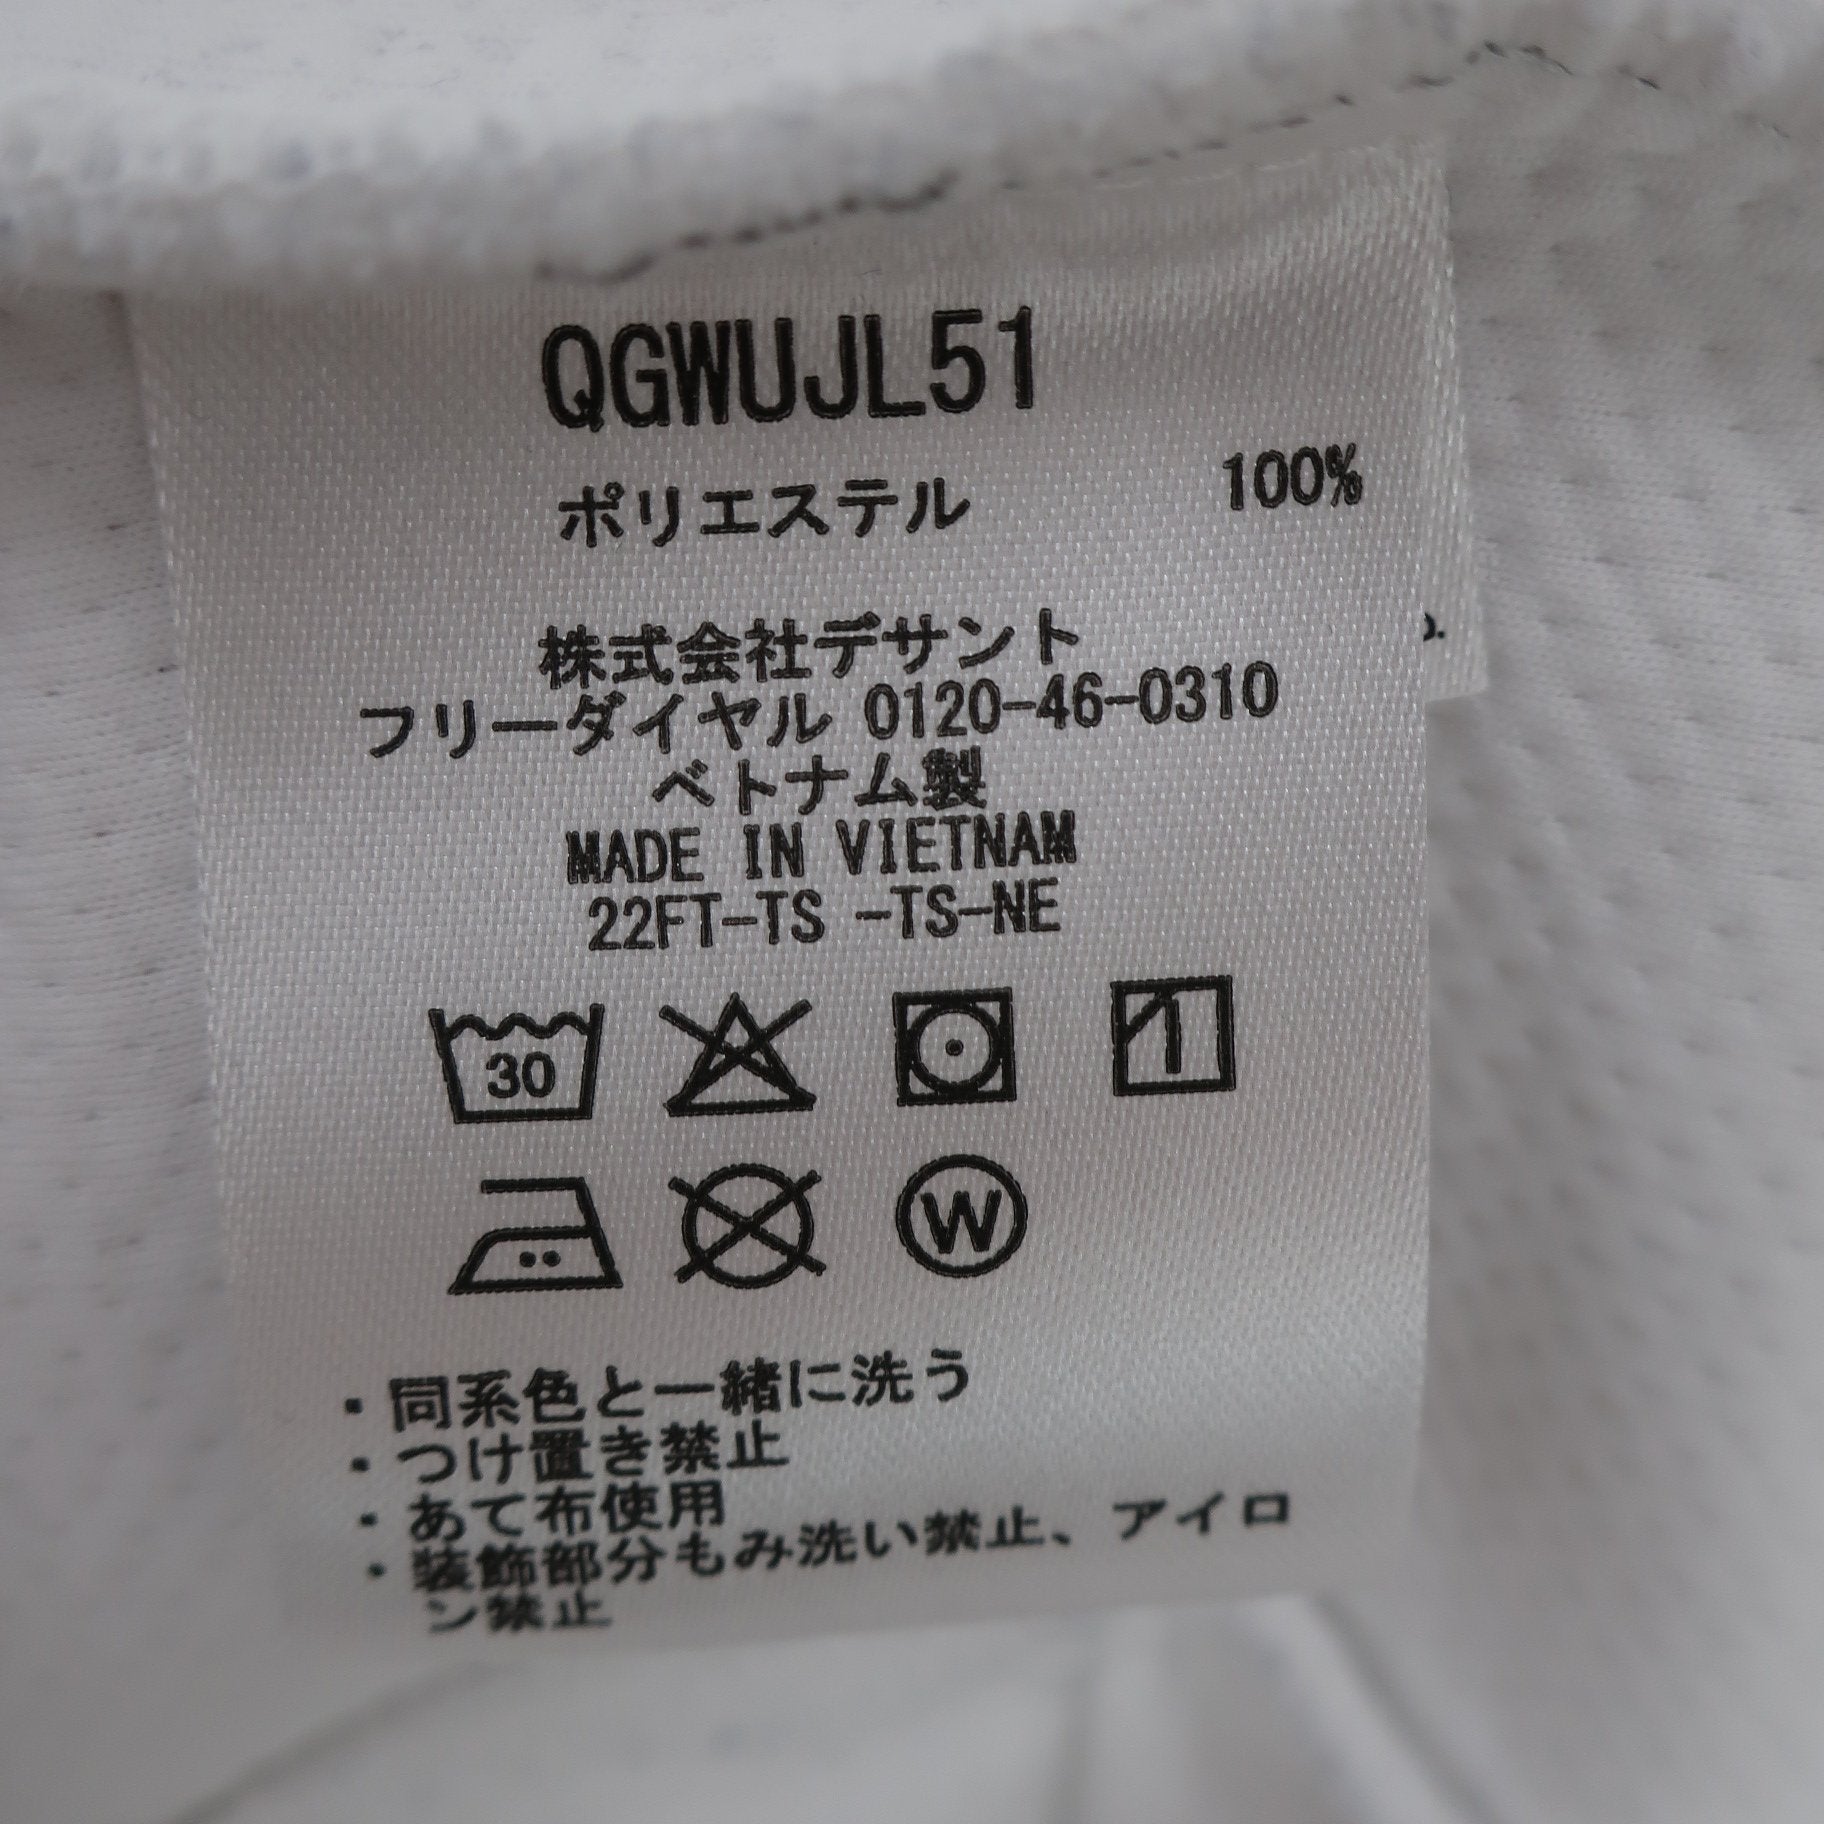 QGWUJL51
ポリエステル 100%
株式会社デサント
フリーダイヤル 0120-46-0310
ベトナム製
MADE IN VIETNAM
22FT-TS -TS-NE
30
W
・同系色と一緒に洗う
・つけ置き禁止
・あて布使用
・装飾部分もみ洗い禁止、アイロ
ン禁止